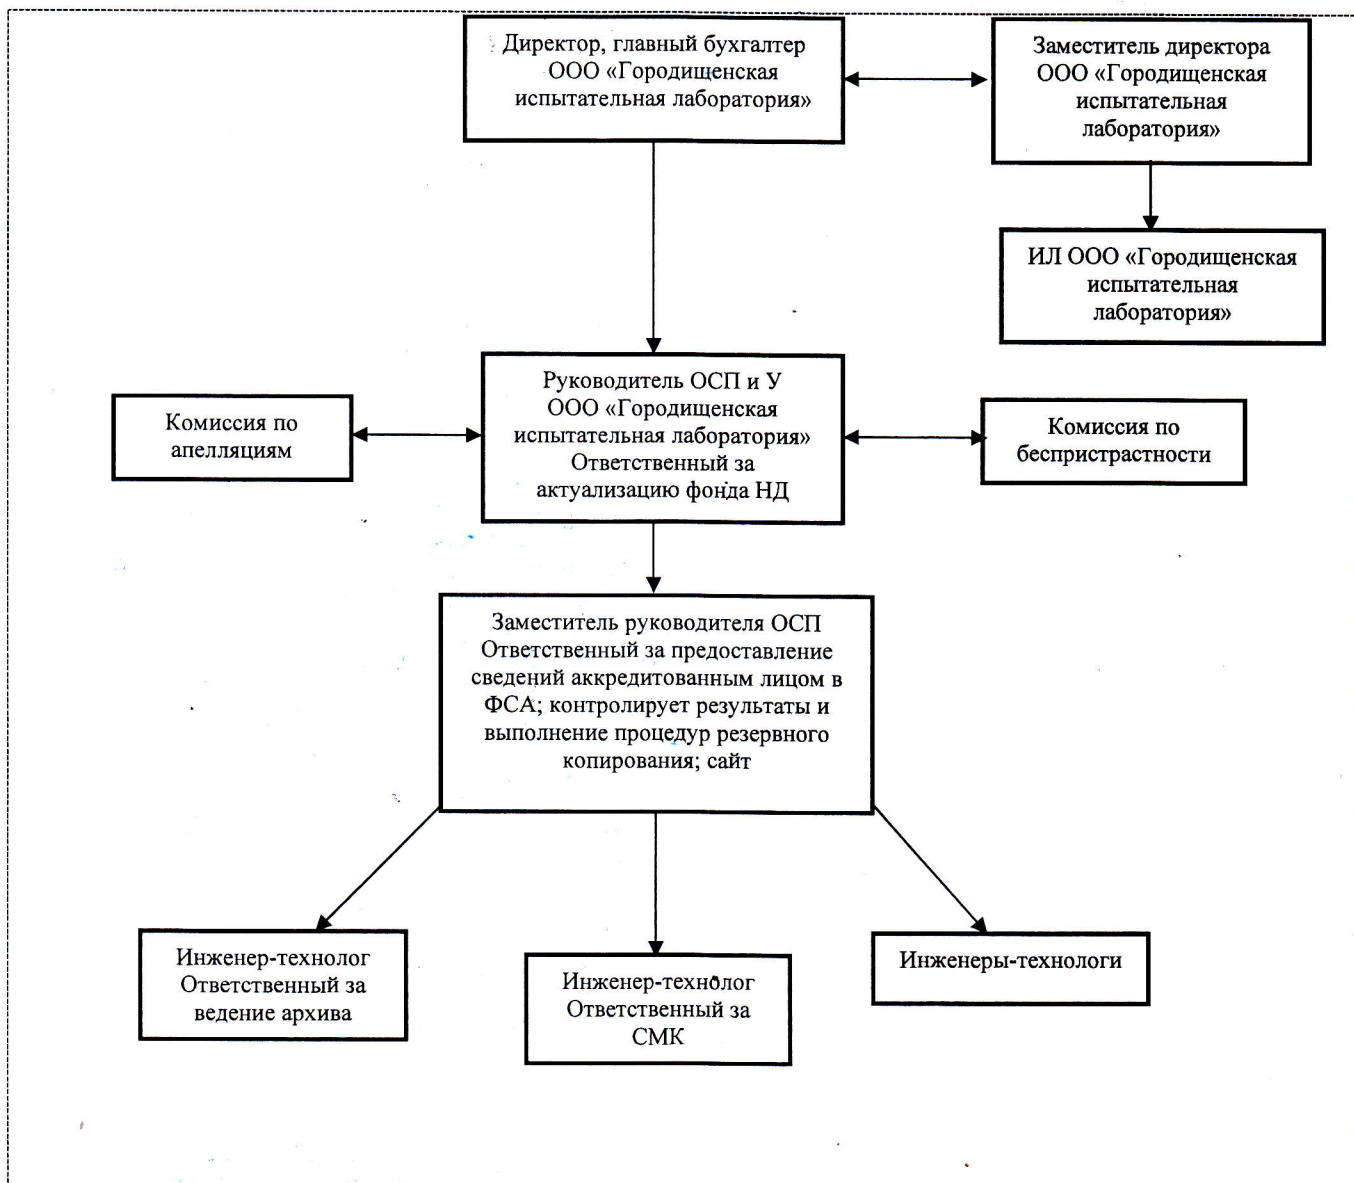 Директор, главный бухгалтер
ООО «Городищенская
испытательная лаборатория»
Заместитель директора
ООО «Городищенская
испытательная
лаборатория»
ИЛ ООО «Городищенская
испытательная
лаборатория»
Комиссия по
апелляциям
Руководитель ОСП и У
ООО «Городищенская
испытательная лаборатория»
Ответственный за
актуализацию фонда НД
Комиссия по
беспристрастности
Заместитель руководителя ОСП
Ответственный за предоставление
сведений аккредитованным лицом в
ФСА; контролирует результаты и
выполнение процедур резервного
копирования; сайт
Инженер-технолог
Ответственный за
ведение архива
Инженер-технолог
Ответственный за
СМК
Инженеры-технологи